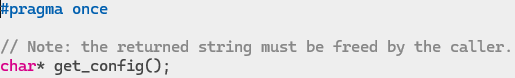 #pragma once

// Note: the returned string must be freed by the caller.
char* get_config();